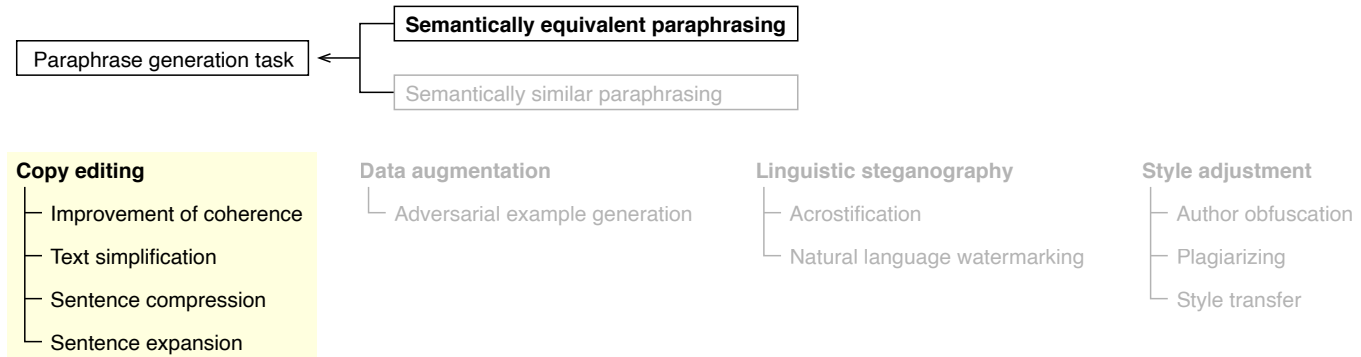 Semantically equivalent paraphrasing
Paraphrase generation task
Semantically similar paraphrasing
Copy editing
Improvement of coherence
Text simplification
Sentence compression
Sentence expansion
Data augmentation
Adversarial example generation
Linguistic steganography
Acrostification
Natural language watermarking
Style adjustment
Author obfuscation
Plagiarizing
Style transfer